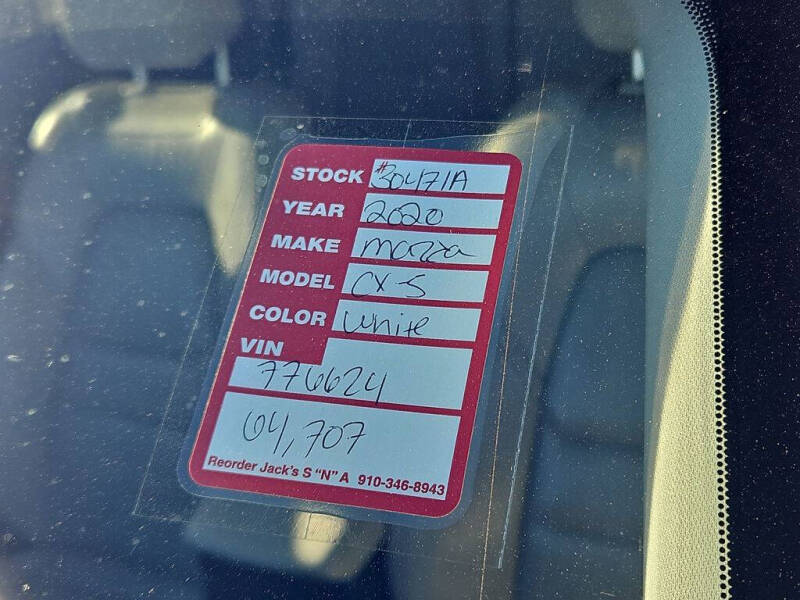 STOCK #30471A
YEAR 2020
MAKE Mazda
MODEL CX-5
COLOR White
VIN
776624
64,707
Reorder Jack's S "N" A 910-346-8943